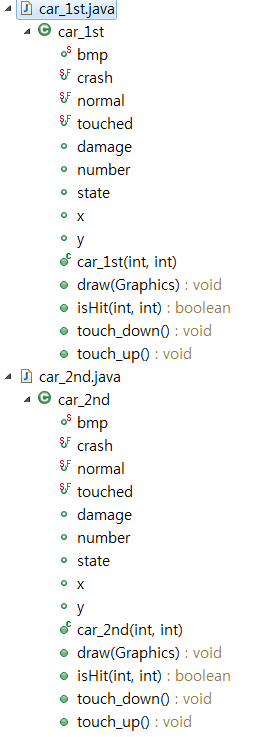 car_1st.java
car_1st
bmp
crash
normal
touched
damage
number
state
x
y
car_1st(int, int)
draw(Graphics) : void
isHit(int, int) : boolean
touch_down() : void
touch_up() : void
car_2nd.java
car_2nd
bmp
crash
normal
touched
damage
number
state
x
y
car_2nd(int, int)
draw(Graphics) : void
isHit(int, int) : boolean
touch_down() : void
touch_up() : void